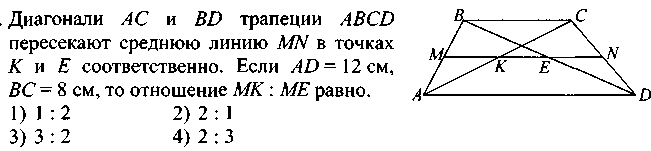 Диагонали AC и BD трапеции ABCD
пересекают среднюю линию MN в точках
K и E соответственно. Если AD = 12 см,
BC = 8 см, то отношение MK : ME равно.
1) 1 : 2 2) 2 : 1
3) 3 : 2 4) 2 : 3
B C
M K E N
A D